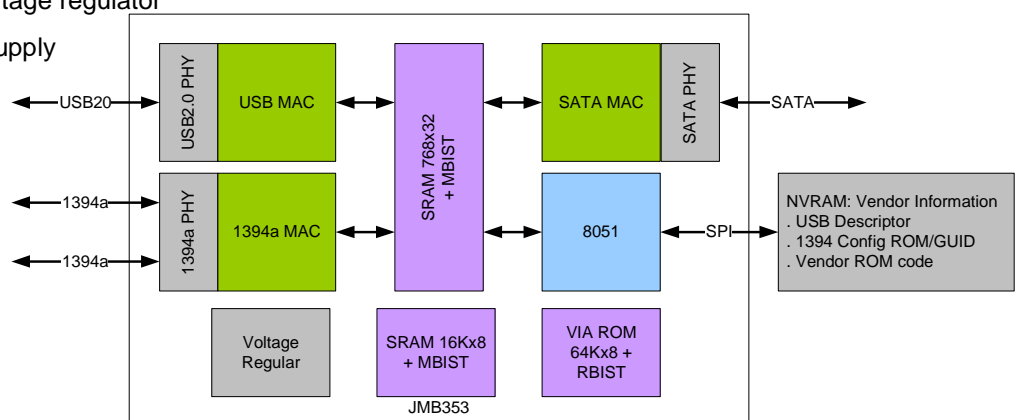 tage regulator
upply
USB20
USB2.0 PHY
USB MAC
SRAM 768x32
+ MBIST
SATA MAC
SATA PHY
SATA
1394a
1394a
1394a PHY
1394a MAC
8051
SPI
NVRAM: Vendor Information
. USB Descriptor
. 1394 Config ROM/GUID
. Vendor ROM code
Voltage
Regular
SRAM 16Kx8
+ MBIST
VIA ROM
64Kx8 +
RBIST
JMB353